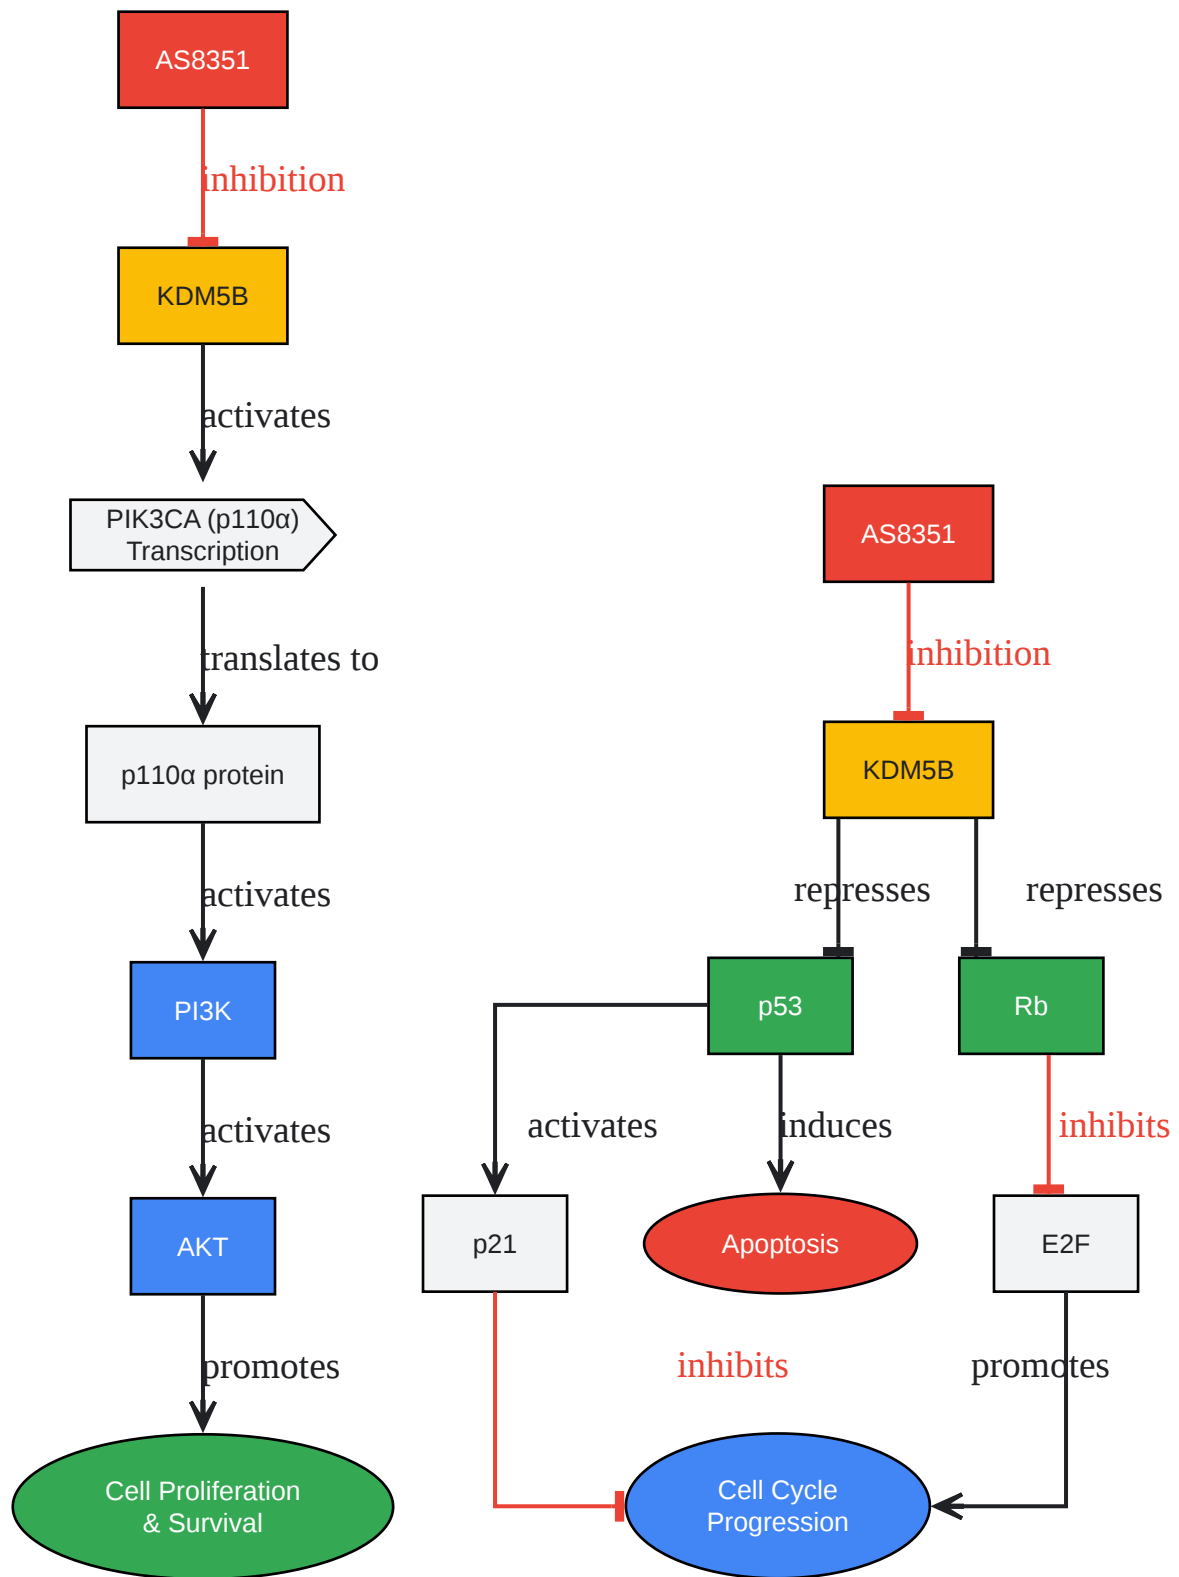 AS8351
inhibition
KDM5B
activates
PIK3CA (p110α)
Transcription
translates to
p110α protein
activates
PI3K
activates
AKT
promotes
Cell Proliferation
& Survival
AS8351
inhibition
KDM5B
represses
represses
p53
Rb
activates
induces
inhibits
p21
Apoptosis
E2F
inhibits
promotes
Cell Cycle
Progression